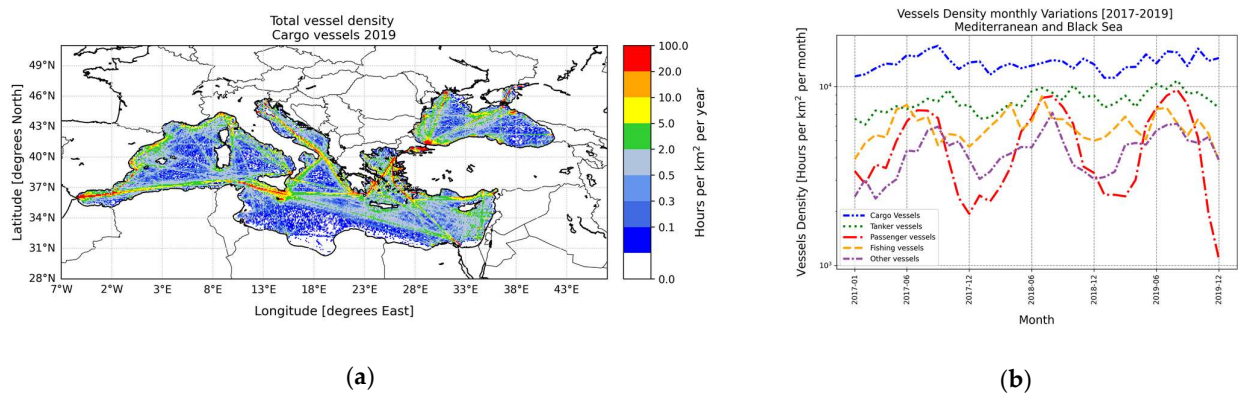 Total vessel density
Cargo vessels 2019
49°N
46°N
43°N
40°N
37°N
34°N
31°N
28°N
Latitude [degrees North]
7°W 2°W 3°E 8°E 13°E 18°E 23°E 28°E 33°E 38°E 43°E
Longitude [degrees East]
100.0
20.0
10.0
5.0
2.0
0.5
0.3
0.1
0.0
Hours per km² per year
(a)
Vessels Density monthly Variations [2017-2019]
Mediterranean and Black Sea
Vessels Density [Hours per km² per month]
10⁴
10³
Cargo Vessels
Tanker vessels
Passenger vessels
Fishing vessels
Other vessels
2017-01
2017-06
2017-12
2018-06
2018-12
2019-06
2019-12
Month
(b)